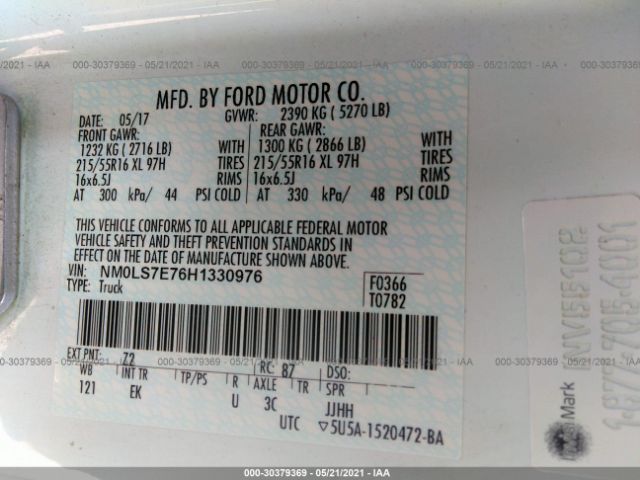 000-30379369 - 05/21/2021 - IAA
MFD. BY FORD MOTOR CO.
DATE: 05/17
GVWR: 2390 KG ( 5270 LB)
FRONT GAWR:
1232 KG ( 2716 LB) WITH
215/55R16 XL 97H TIRES
16x6.5J RIMS
AT 300 kPa/ 44 PSI COLD
REAR GAWR:
1300 KG ( 2866 LB) WITH
215/55R16 XL 97H TIRES
16x6.5J RIMS
AT 330 kPa/ 48 PSI COLD
THIS VEHICLE CONFORMS TO ALL APPLICABLE FEDERAL MOTOR
VEHICLE SAFETY AND THEFT PREVENTION STANDARDS IN
EFFECT ON THE DATE OF MANUFACTURE SHOWN ABOVE.
VIN: NM0LS7E76H1330976
TYPE: Truck
F0366
T0782
EXT PNT: Z2 RC: 87 DSO:
WB INT TR TP/PS R AXLE TR SPR
121 EK U 3C JJHH
UTC ▽5U5A-1520472-BA
Mark
000-30379369 - 05/21/2021 - IAA